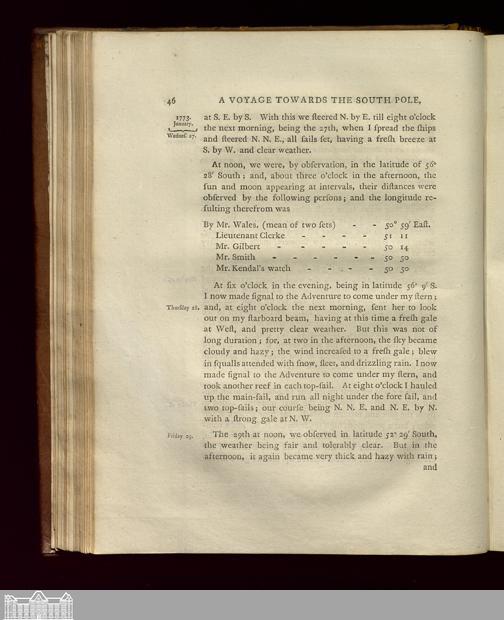 46 A VOYAGE TOWARDS THE SOUTH POLE,
1773.
January.
Wednes. 27.
at S. E. by S. With this we ſteered N. by E. till eight o'clock
the next morning, being the 27th, when I ſpread the ſhips
and ſteered N. N. E., all ſails ſet, having a freſh breeze at
S. by W. and clear weather.
At noon, we were, by obſervation, in the latitude of 56°
28′ South; and, about three o'clock in the afternoon, the
ſun and moon appearing at intervals, their diſtances were
obſerved by the following perſons; and the longitude re-
ſulting therefrom was
By Mr. Wales, (mean of two ſets) - - 50° 59′ Eaſt.
Lieutenant Clerke - - - - 51 11
Mr. Gilbert - - - - - 50 14
Mr. Smith - - - - - - 50 50
Mr. Kendal's watch - - - - 50 50
At ſix o'clock in the evening, being in latitude 56° 9′ S.
I now made ſignal to the Adventure to come under my ſtern;
Thurſday 28. and, at eight o'clock the next morning, ſent her to look
out on my ſtarboard beam, having at this time a freſh gale
at Weſt, and pretty clear weather. But this was not of
long duration; for, at two in the afternoon, the ſky became
cloudy and hazy; the wind increaſed to a freſh gale; blew
in ſqualls attended with ſnow, ſleet, and drizzling rain. I now
made ſignal to the Adventure to come under my ſtern, and
took another reef in each top-ſail. At eight o'clock I hauled
up the main-ſail, and run all night under the fore ſail, and
two top-ſails; our courſe being N. N. E. and N. E. by N.
with a ſtrong gale at N. W.
Friday 29. The 29th at noon, we obſerved in latitude 52° 29′ South,
the weather being fair and tolerably clear. But in the
afternoon, it again became very thick and hazy with rain;
and